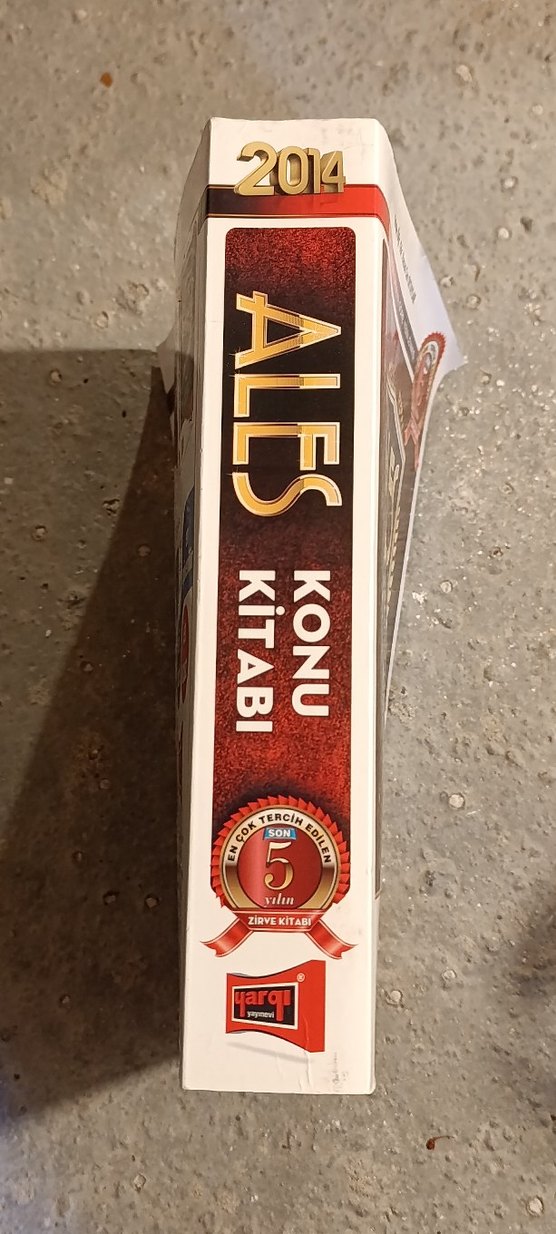 2014
ALES
KONU
KİTABI
EN ÇOK TERCİH EDİLEN
SON
5
yılın
ZİRVE KİTABI
yargı
yayınevi
®